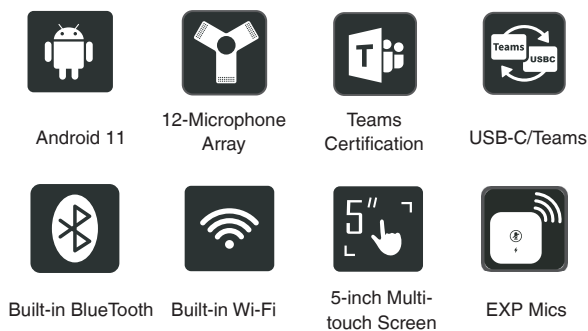 T
Teams
USBC
Android 11
12-Microphone
Array
Teams
Certification
USB-C/Teams
5"
Built-in BlueTooth
Built-in Wi-Fi
5-inch Multi-
touch Screen
EXP Mics